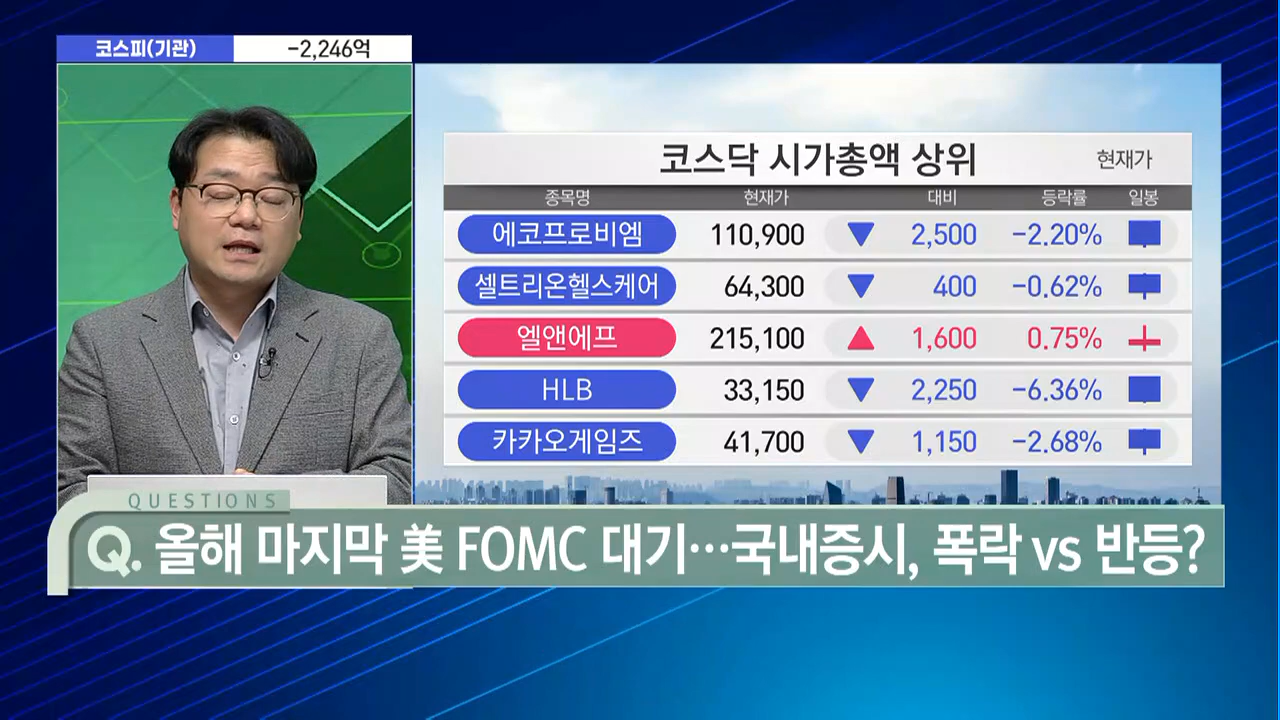 코스피(기관) -2,246억
코스닥 시가총액 상위 현재가
종목명 현재가 대비 등락률 일봉
에코프로비엠 110,900 ▼ 2,500 -2.20%
셀트리온헬스케어 64,300 ▼ 400 -0.62%
엘앤에프 215,100 ▲ 1,600 0.75%
HLB 33,150 ▼ 2,250 -6.36%
카카오게임즈 41,700 ▼ 1,150 -2.68%
QUESTIONS
Q. 올해 마지막 美 FOMC 대기…국내증시, 폭락 vs 반등?